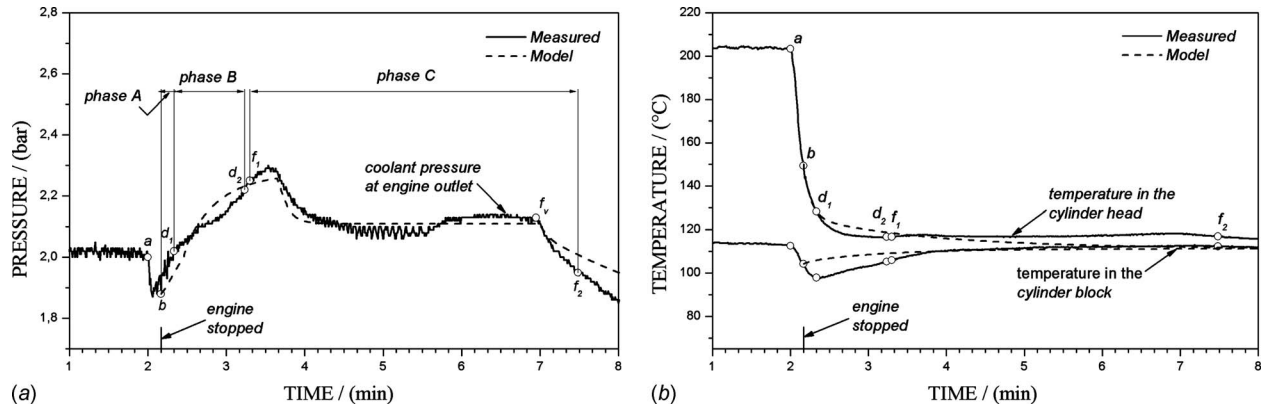 2,8
2,6
2,4
2,2
2,0
1,8
PRESSURE / (bar)
Measured
Model
phase B
phase C
phase A
a
b
d1
d2
f1
coolant pressure
at engine outlet
fv
f2
engine
stopped
1 2 3 4 5 6 7 8
TIME / (min)
(a)
220
200
180
160
140
120
100
80
60
TEMPERATURE / (°C)
Measured
Model
a
b
d1
d2 f1
temperature in the
cylinder head
f2
temperature in the
cylinder block
engine
stopped
1 2 3 4 5 6 7 8
TIME / (min)
(b)